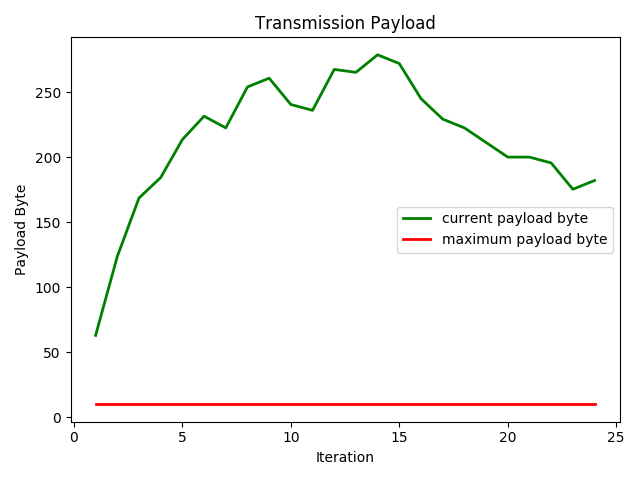 Transmission Payload
Payload Byte
250
200
150
100
50
0
current payload byte
maximum payload byte
0 5 10 15 20 25
Iteration